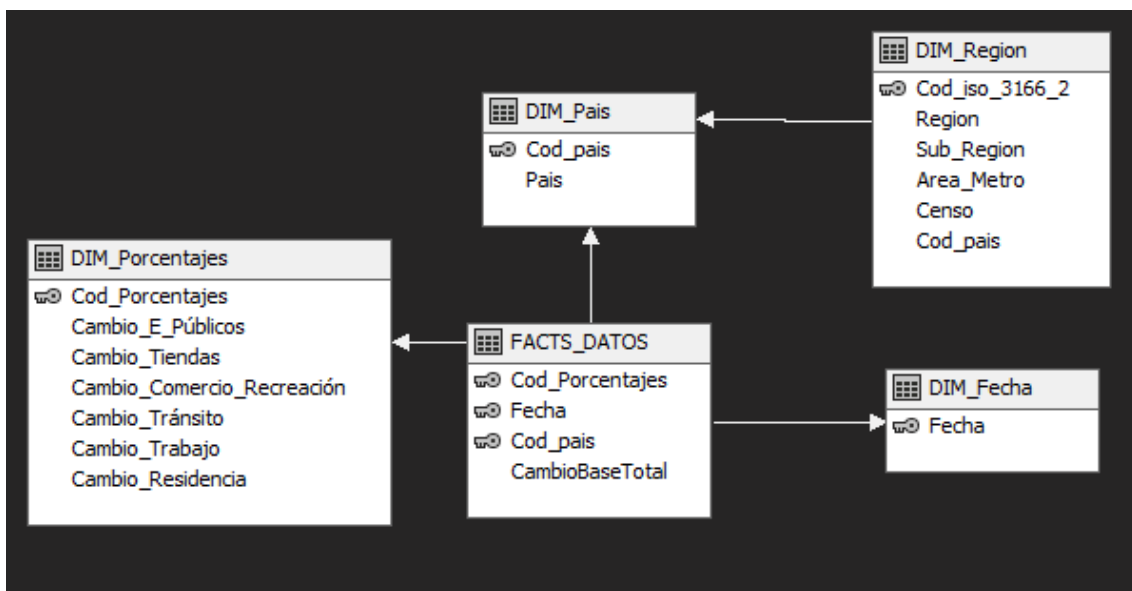 DIM_Region
Cod_iso_3166_2
Region
Sub_Region
Area_Metro
Censo
Cod_pais
DIM_Pais
Cod_pais
Pais
DIM_Porcentajes
Cod_Porcentajes
Cambio_E_Públicos
Cambio_Tiendas
Cambio_Comercio_Recreación
Cambio_Tránsito
Cambio_Trabajo
Cambio_Residencia
FACTS_DATOS
Cod_Porcentajes
Fecha
Cod_pais
CambioBaseTotal
DIM_Fecha
Fecha